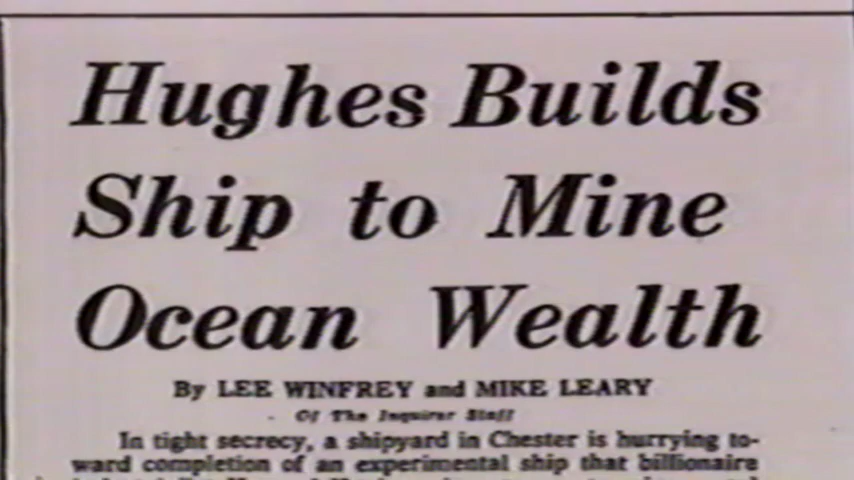 Hughes Builds
Ship to Mine
Ocean Wealth
By LEE WINFREY and MIKE LEARY
Of The Inquirer Staff
In tight secrecy, a shipyard in Chester is hurrying to-
ward completion of an experimental ship that billionaire